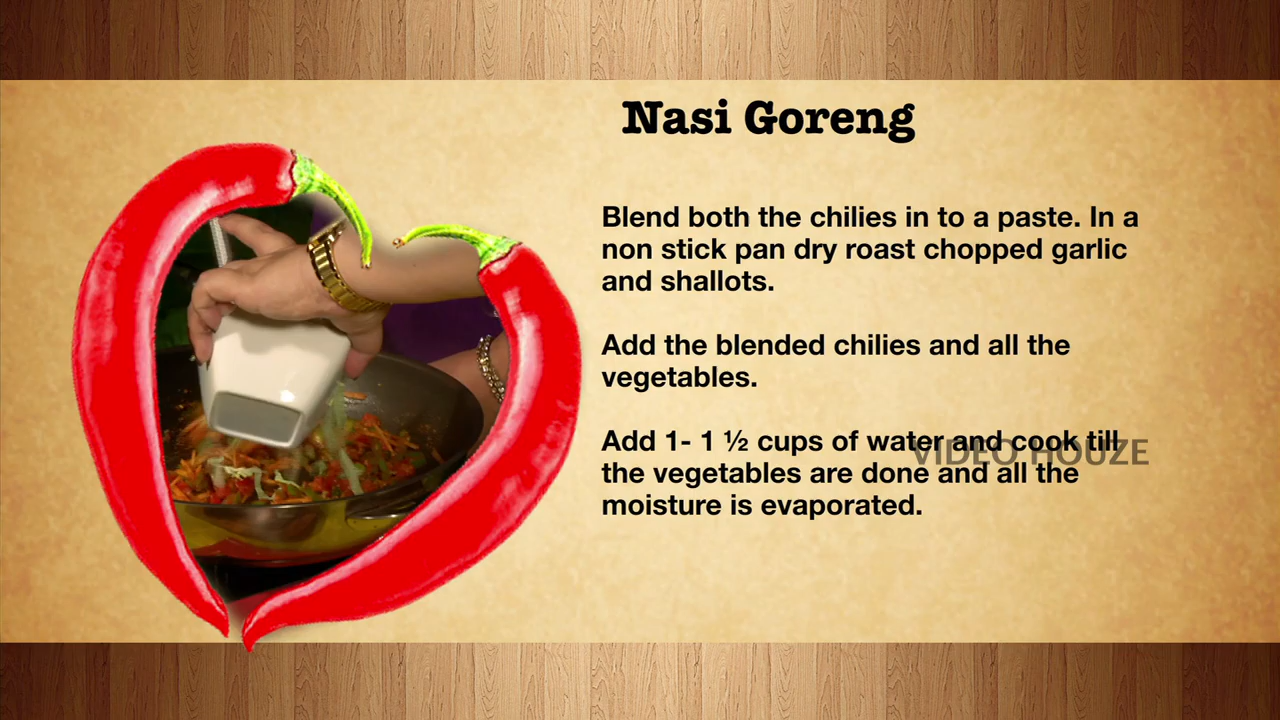 Nasi Goreng
Blend both the chilies in to a paste. In a
non stick pan dry roast chopped garlic
and shallots.
Add the blended chilies and all the
vegetables.
Add 1- 1 ½ cups of water and cook till
VIDEO HOUZE
the vegetables are done and all the
moisture is evaporated.